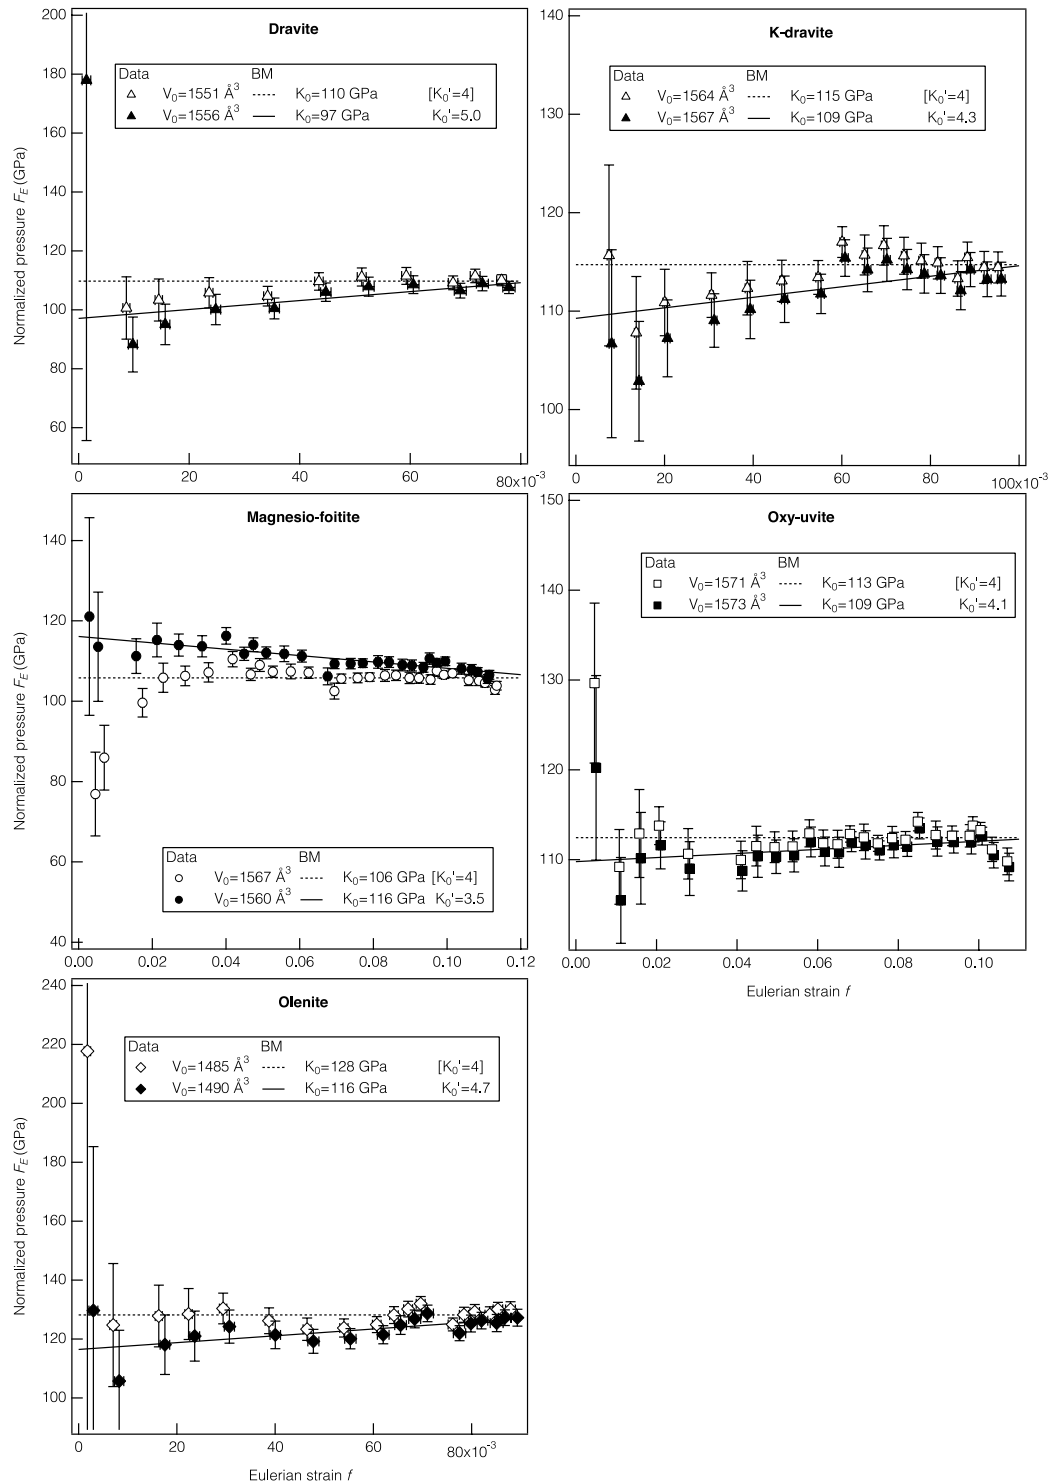 Dravite
Data BM
V₀=1551 Å³ K₀=110 GPa [K₀'=4]
V₀=1556 Å³ K₀=97 GPa K₀'=5.0
Normalized pressure F_E (GPa)
200
180
160
140
120
100
80
60
0 20 40 60 80x10⁻³
K-dravite
Data BM
V₀=1564 Å³ K₀=115 GPa [K₀'=4]
V₀=1567 Å³ K₀=109 GPa K₀'=4.3
140
130
120
110
100
0 20 40 60 80 100x10⁻³
Magnesio-foitite
Normalized pressure F_E (GPa)
140
120
100
80
60
40
Data BM
V₀=1567 Å³ K₀=106 GPa [K₀'=4]
V₀=1560 Å³ K₀=116 GPa K₀'=3.5
0.00 0.02 0.04 0.06 0.08 0.10 0.12
Oxy-uvite
Data BM
V₀=1571 Å³ K₀=113 GPa [K₀'=4]
V₀=1573 Å³ K₀=109 GPa K₀'=4.1
150
140
130
120
110
100
0.00 0.02 0.04 0.06 0.08 0.10
Eulerian strain f
Olenite
Data BM
V₀=1485 Å³ K₀=128 GPa [K₀'=4]
V₀=1490 Å³ K₀=116 GPa K₀'=4.7
Normalized pressure F_E (GPa)
240
220
200
180
160
140
120
100
0 20 40 60 80x10⁻³
Eulerian strain f